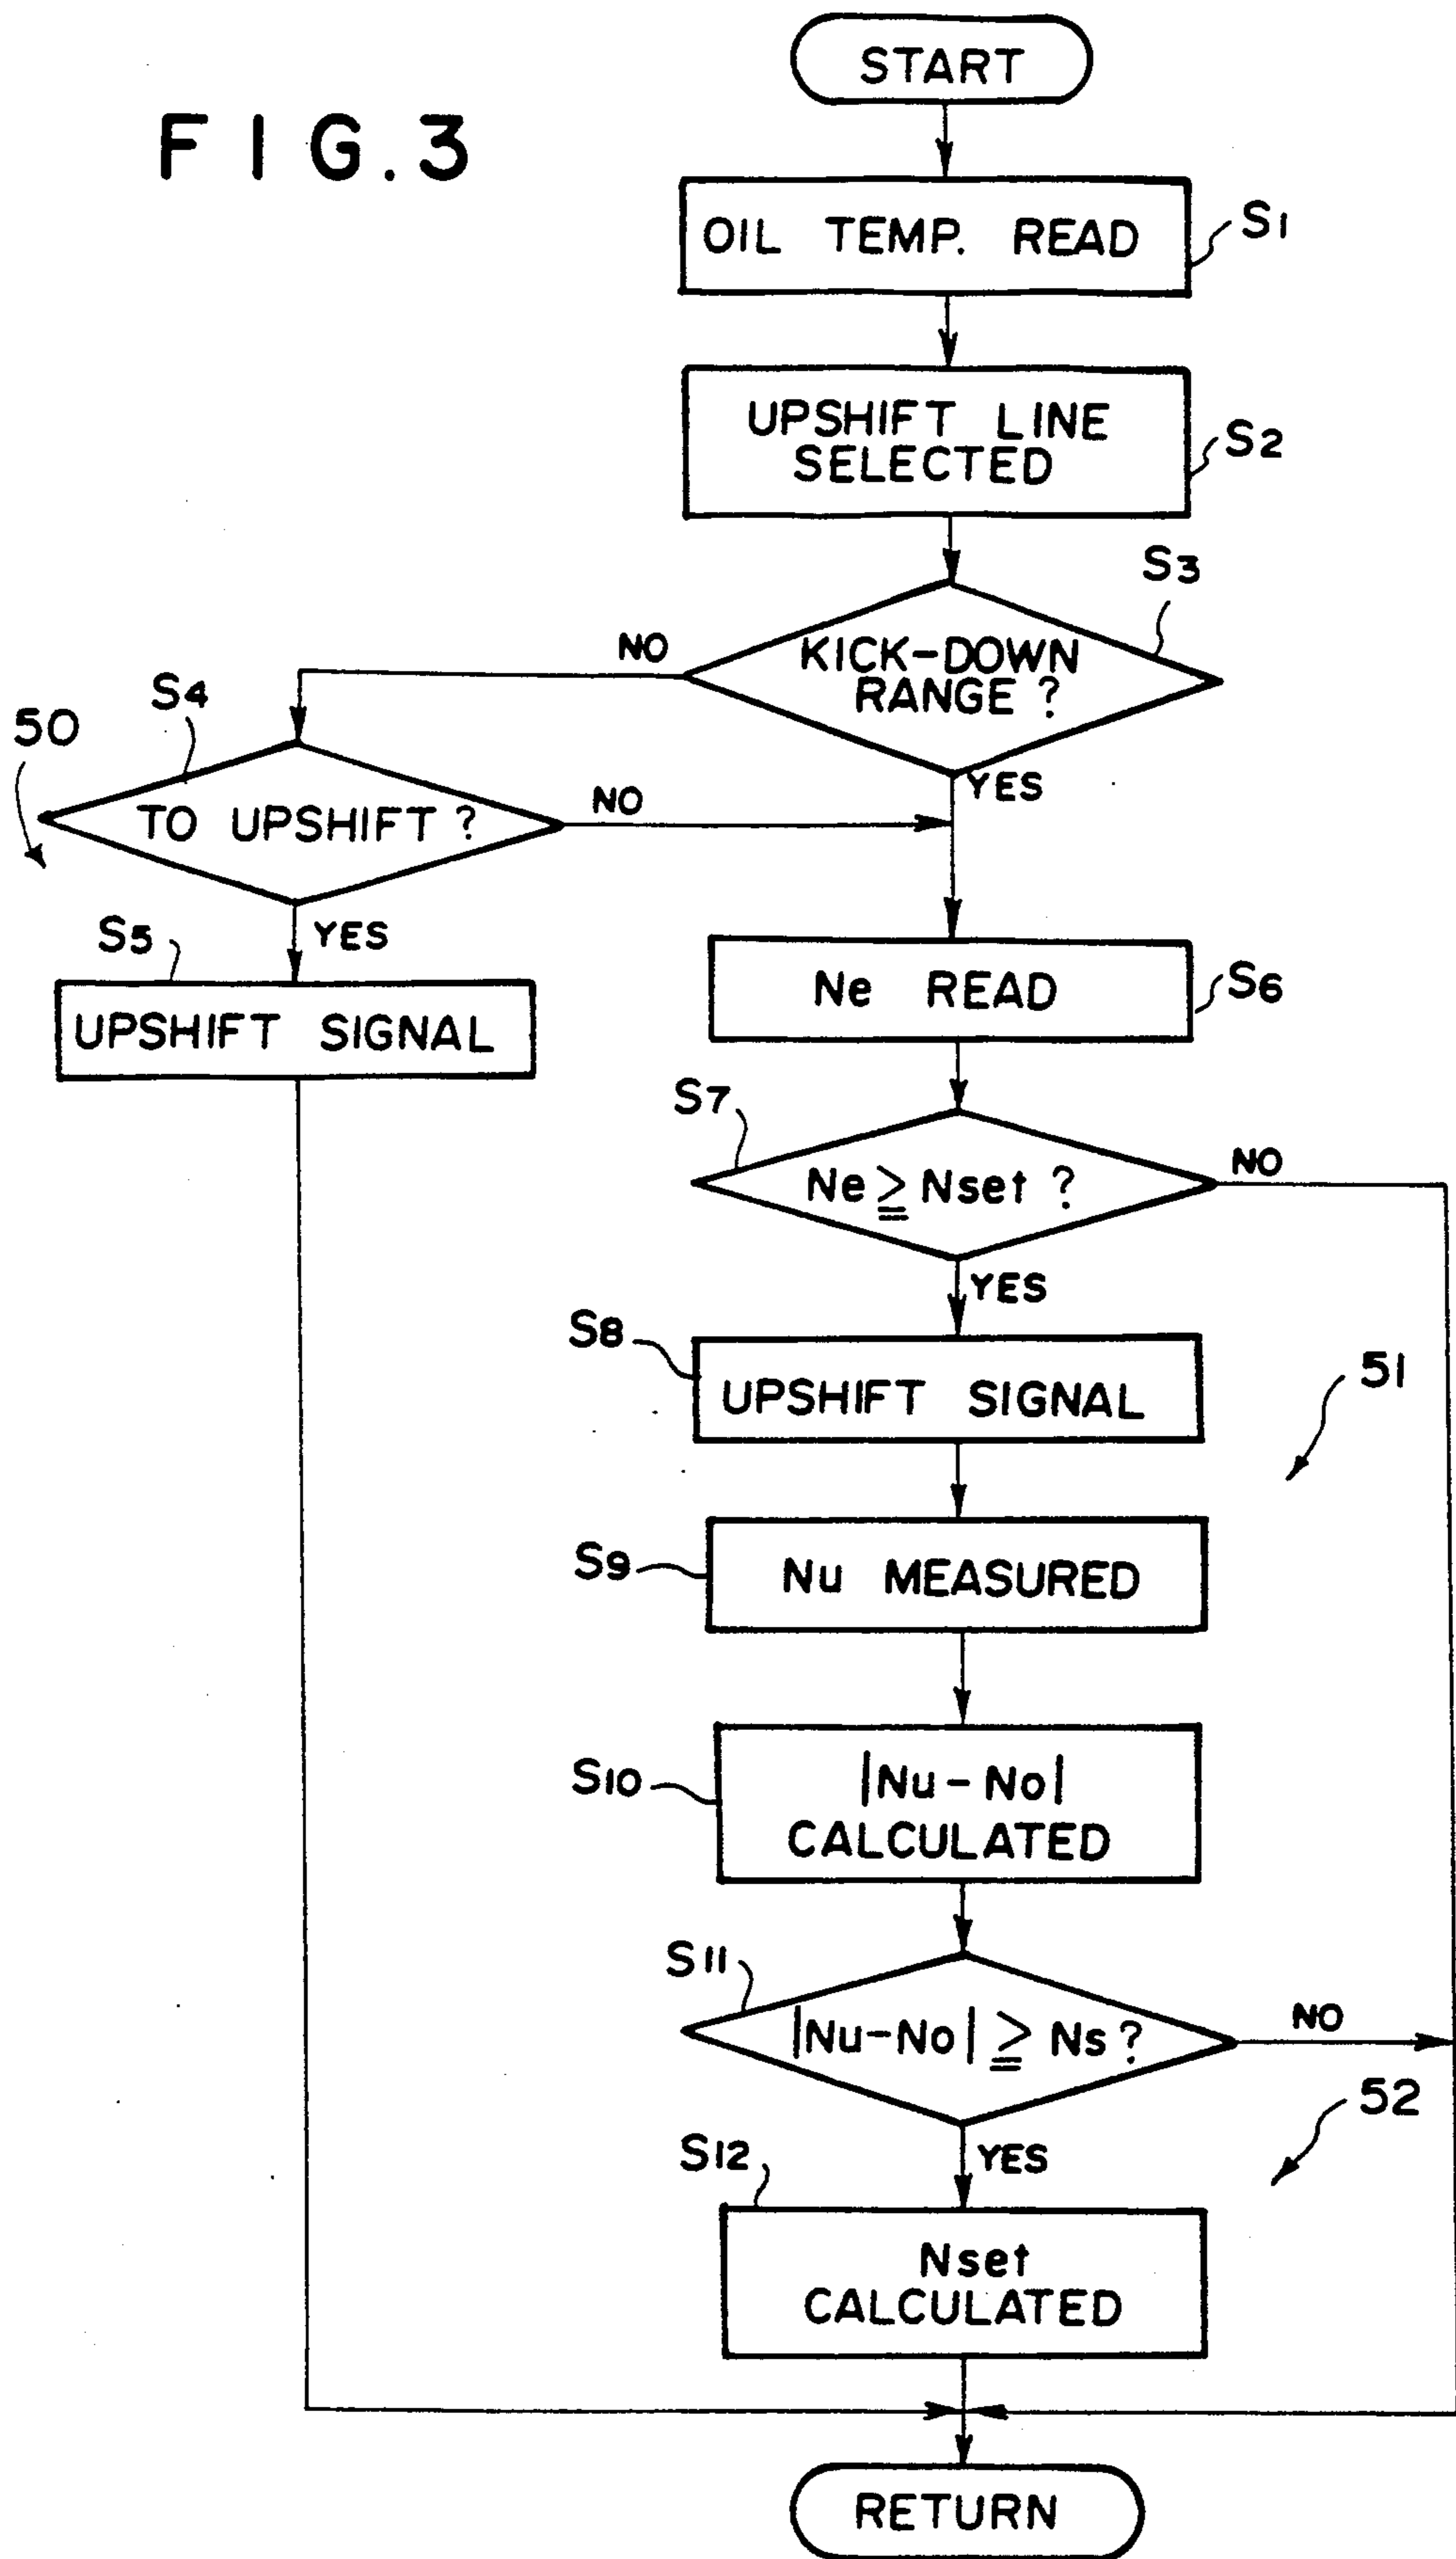 FIG.3
START
OIL TEMP. READ
S1
UPSHIFT LINE
SELECTED
S2
S3
KICK-DOWN
RANGE ?
NO
YES
S4
50
TO UPSHIFT ?
NO
YES
S5
UPSHIFT SIGNAL
Ne READ
S6
S7
Ne ≧ Nset ?
NO
YES
S8
UPSHIFT SIGNAL
51
S9
Nu MEASURED
S10
|Nu-No|
CALCULATED
S11
|Nu-No| ≧ Ns ?
NO
52
YES
S12
Nset
CALCULATED
RETURN